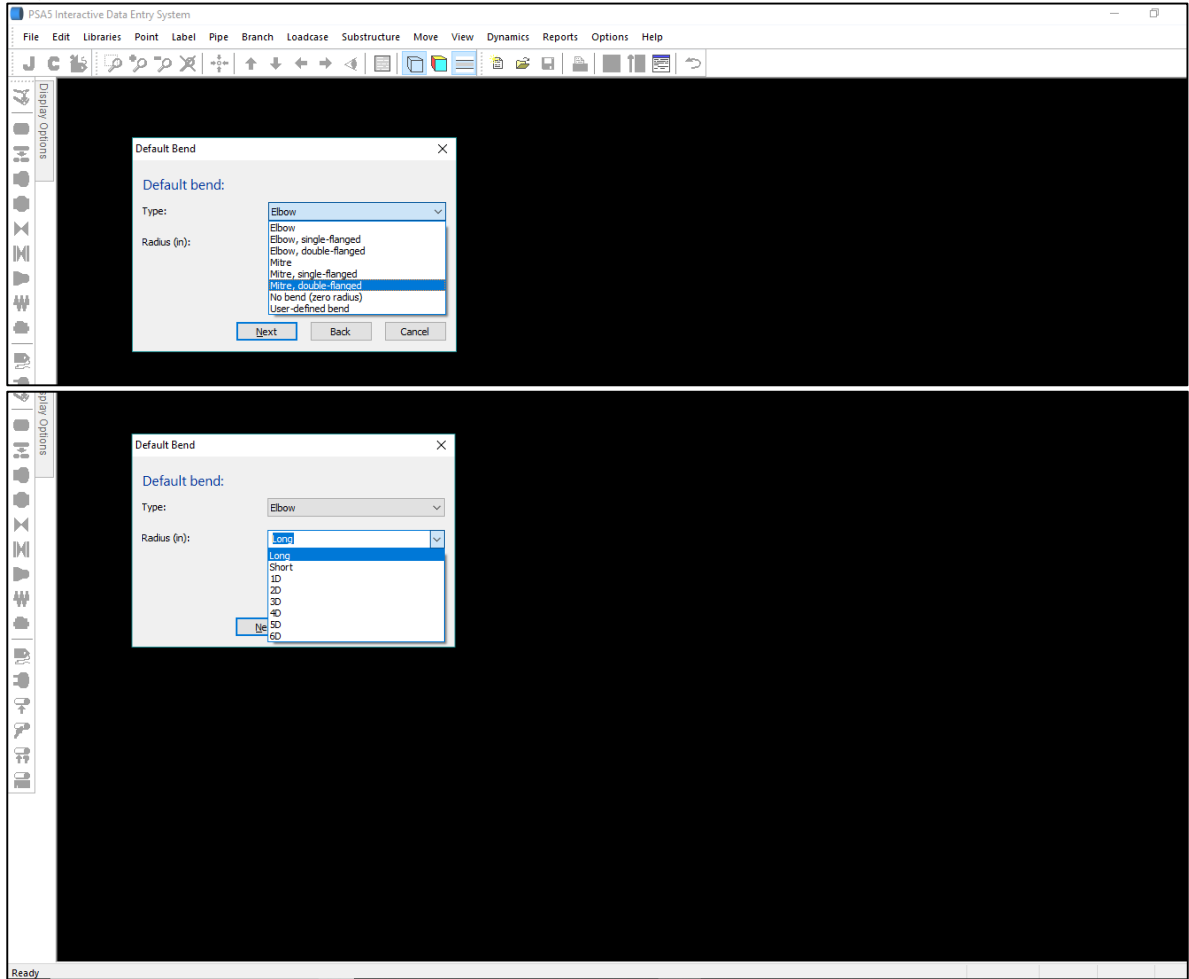 PSA5 Interactive Data Entry System
File Edit Libraries Point Label Pipe Branch Loadcase Substructure Move View Dynamics Reports Options Help
J C
Display Options
Default Bend
Default bend:
Type: Elbow
Elbow
Radius (in): Elbow, single-flanged
Elbow, double-flanged
Mitre
Mitre, single-flanged
Mitre, double-flanged
No bend (zero radius)
User-defined bend
Next Back Cancel
splay Options
Default Bend
Default bend:
Type: Elbow
Radius (in): Long
Long
Short
1D
2D
3D
4D
Ne 5D
6D
Ready